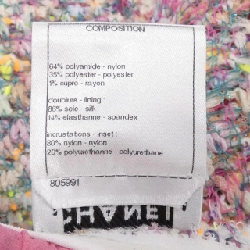 COMPOSITION
64% polyamide - nylon
35% polyester - polyester
1% cupro - rayon
doublure - lining
86% soie - silk
14% elasthanne - spandex
incrustations - inset
80% nylon - nylon
20% polyurethane - polyurethane
805991
CHANEL